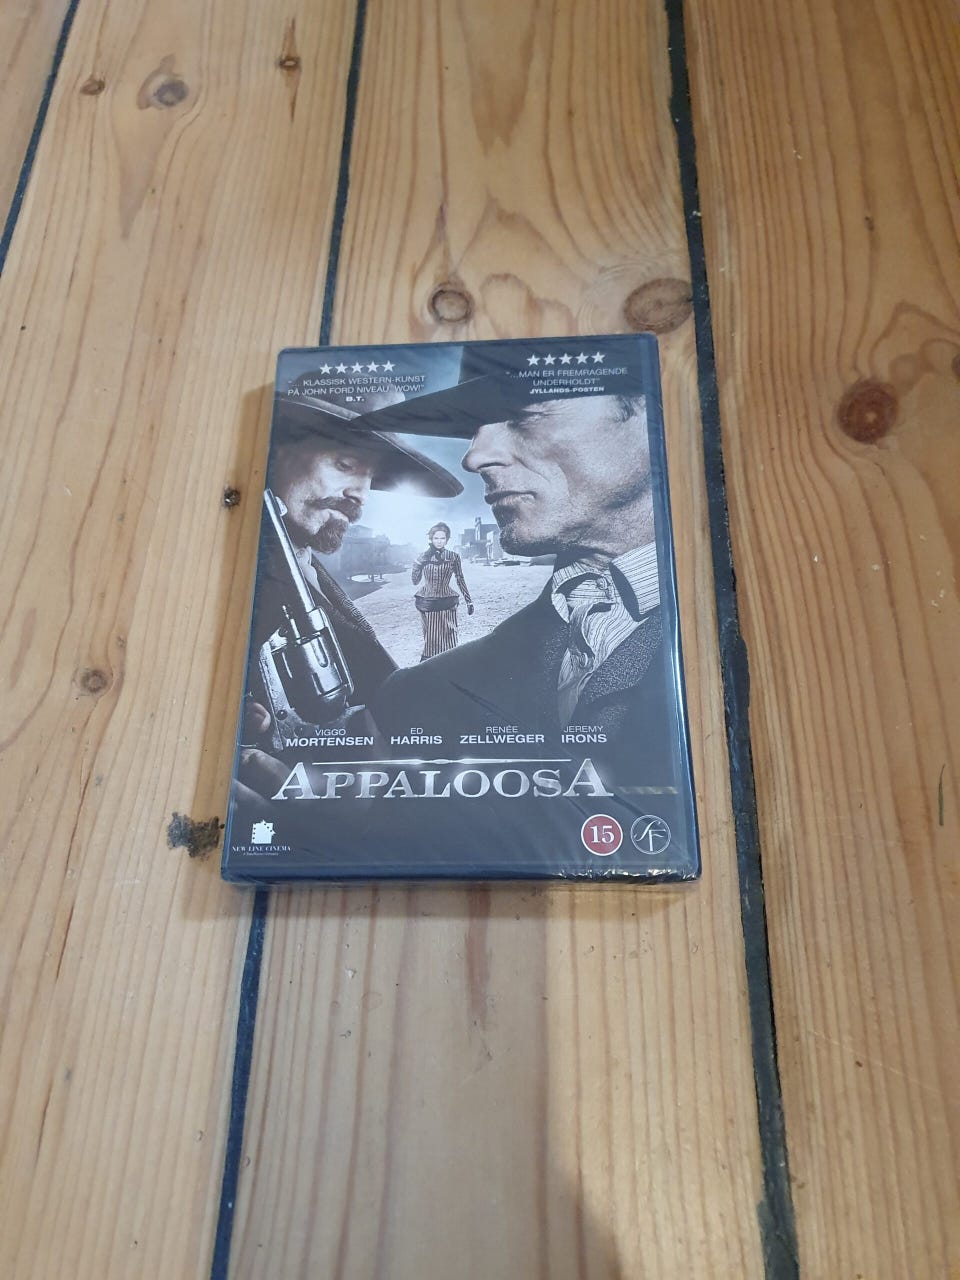 "... KLASSISK WESTERN-KUNST
PÅ JOHN FORD NIVEAU. WOW!"
B.T.
"...MAN ER FREMRAGENDE
UNDERHOLDT"
JYLLANDS-POSTEN
VIGGO MORTENSEN
ED HARRIS
RENÉE ZELLWEGER
JEREMY IRONS
APPALOOSA
NEW LINE CINEMA
15
SF